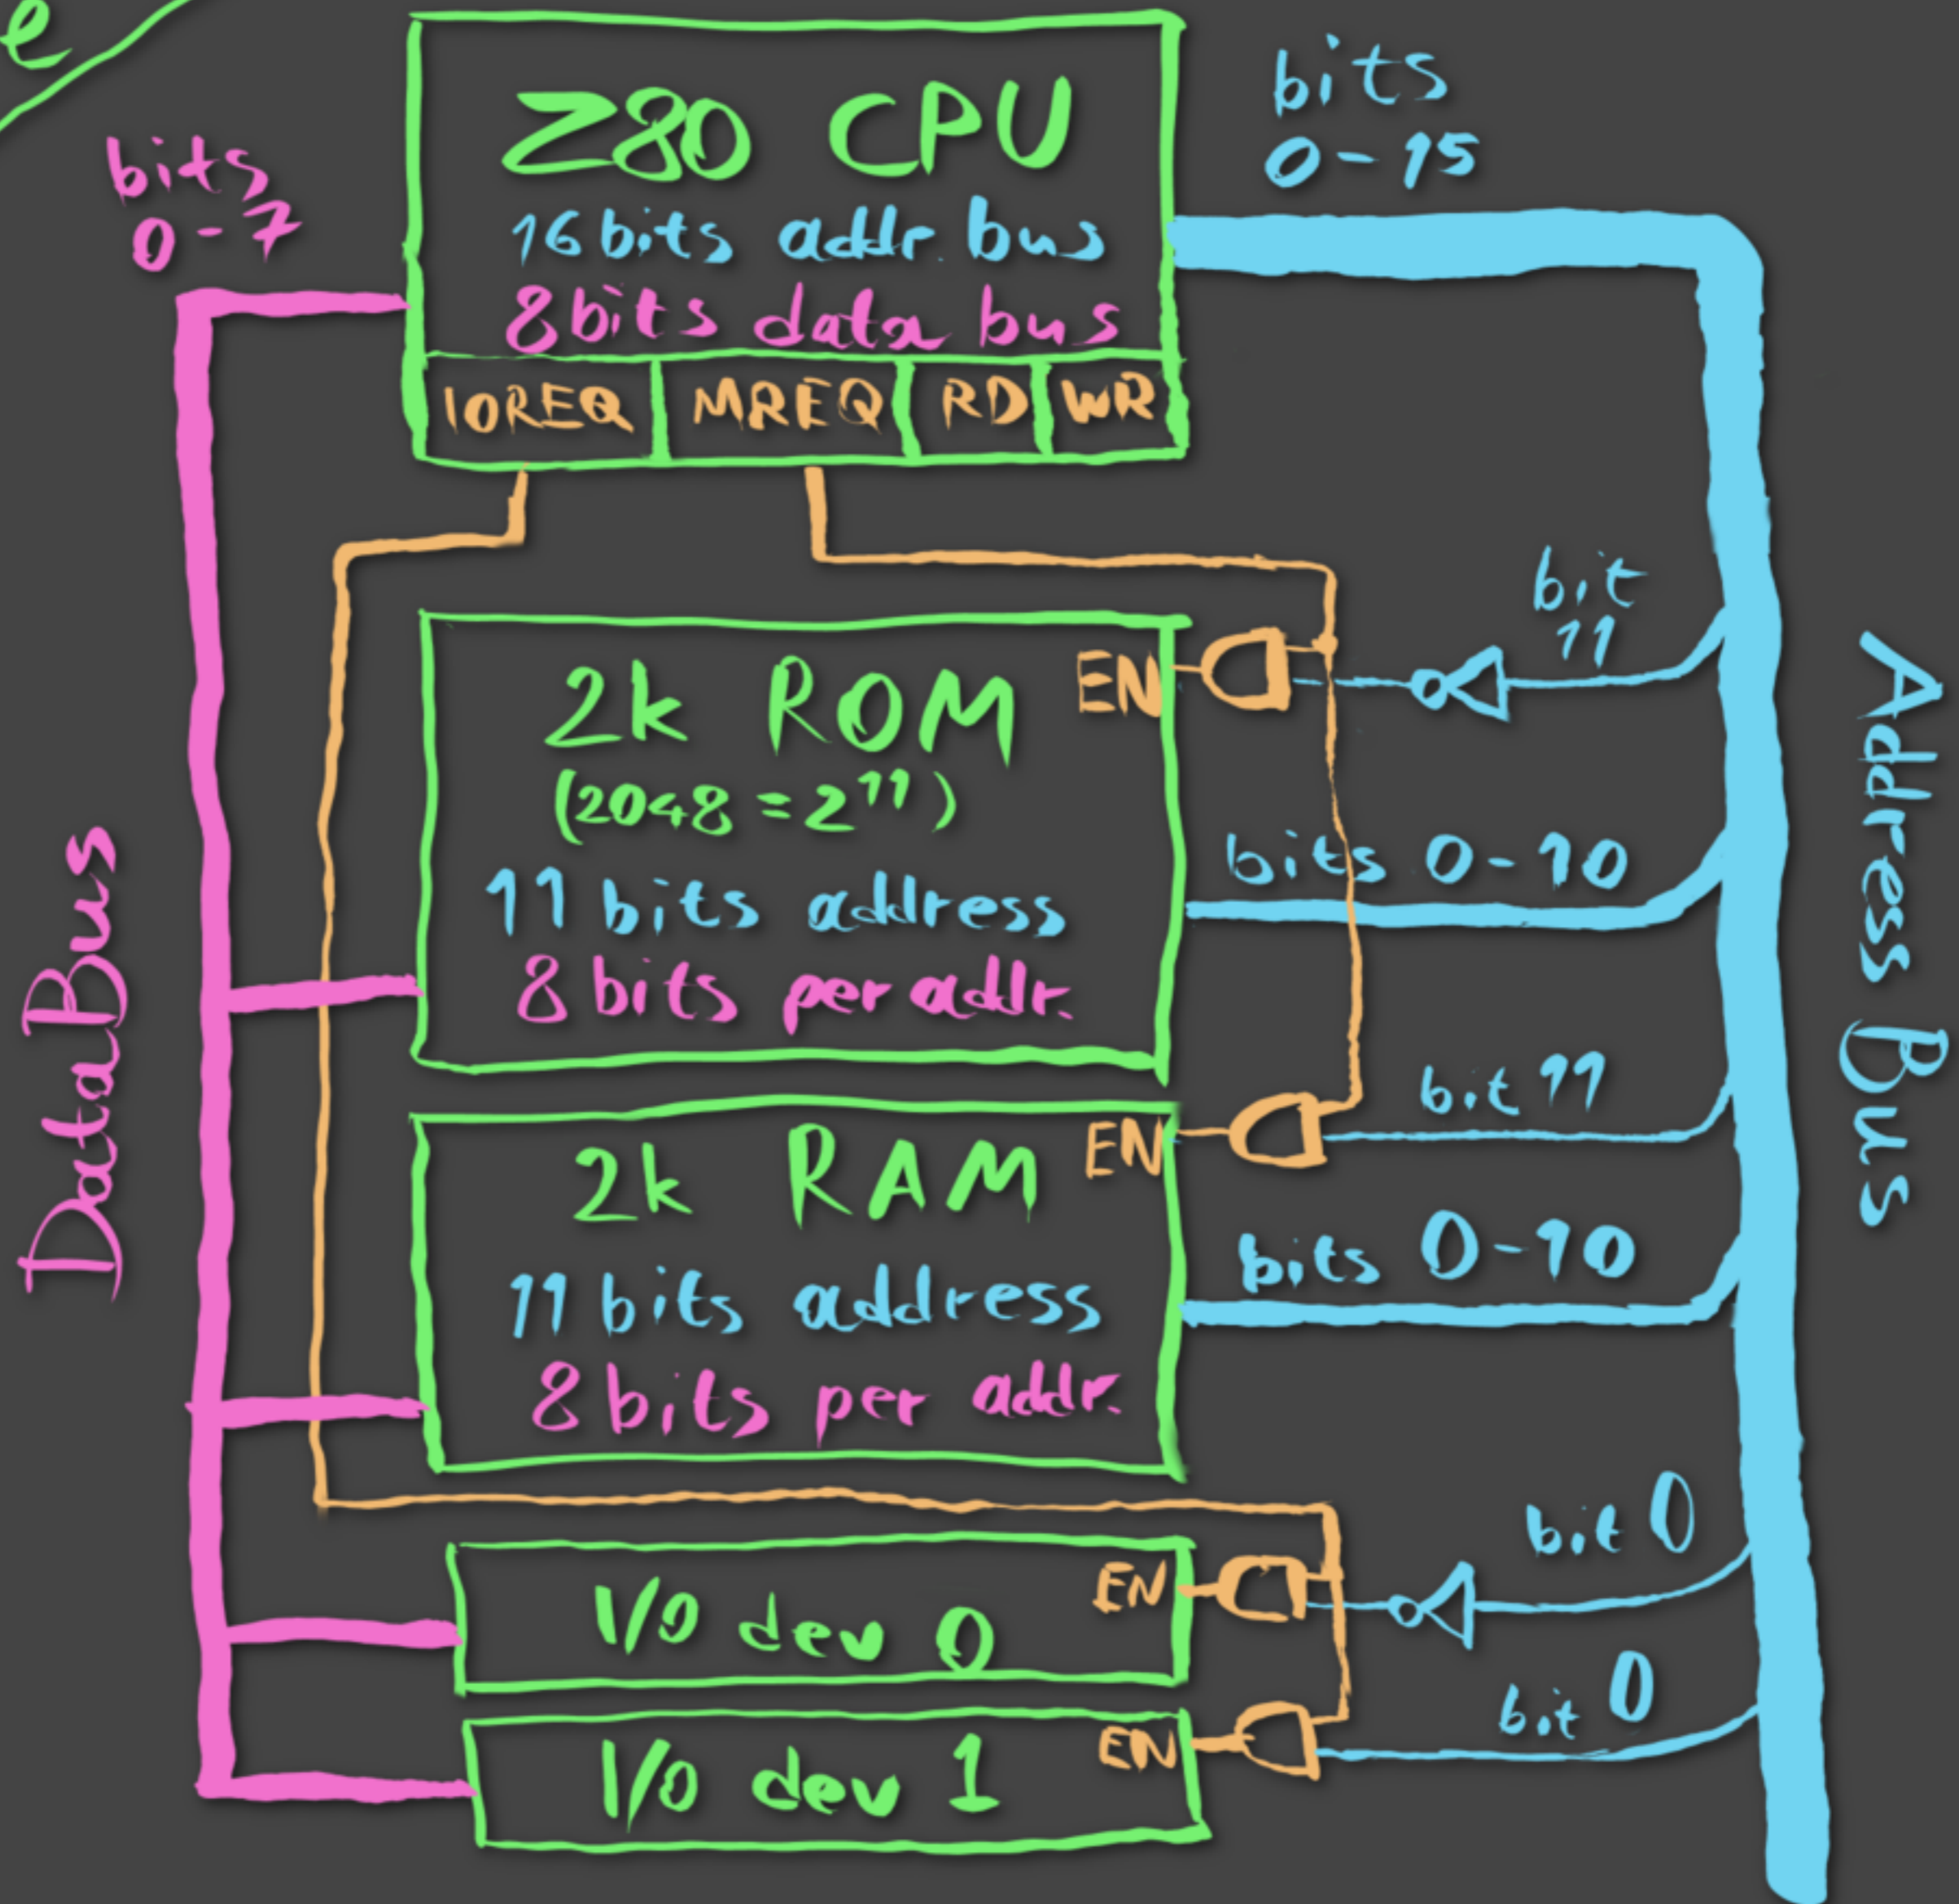 e
bits
0-7
Z80 CPU
16 bits addr. bus
8 bits data bus
IOREQ MREQ RD WR
bits
0-15
bit
11
EN
2k ROM
(2048 = 2¹¹)
11 bits address
8 bits per addr.
bits 0-10
EN
2k RAM
11 bits address
8 bits per addr.
bit 11
bits 0-10
I/O dev 0
EN
bit 0
I/O dev 1
EN
bit 0
Data Bus
Address Bus